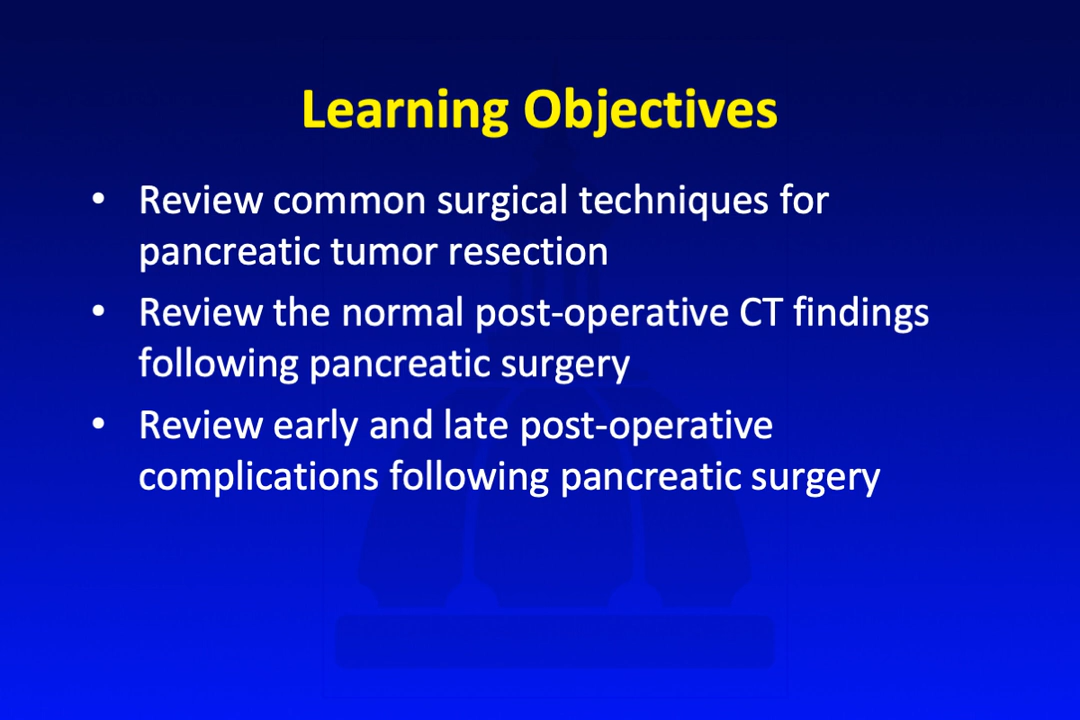 Learning Objectives
• Review common surgical techniques for
pancreatic tumor resection
• Review the normal post-operative CT findings
following pancreatic surgery
• Review early and late post-operative
complications following pancreatic surgery